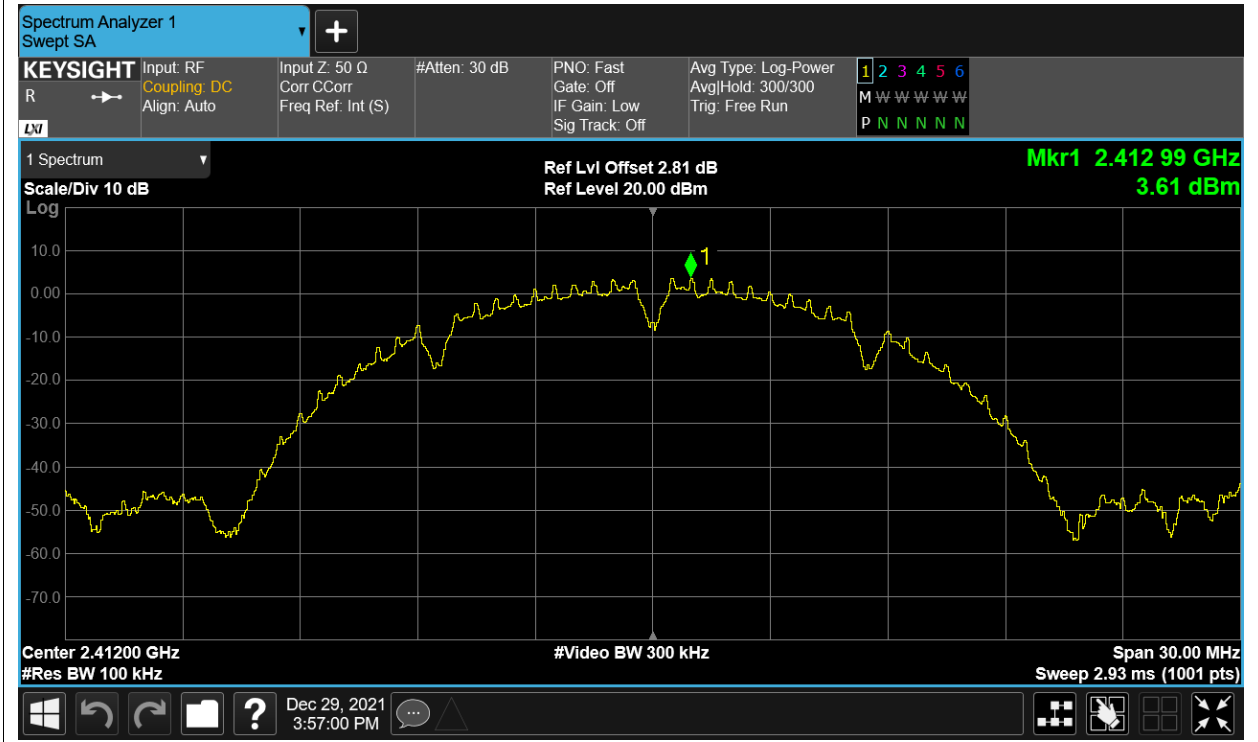 Spectrum Analyzer 1
Swept SA
KEYSIGHT
R
LXI
Input: RF
Coupling: DC
Align: Auto
Input Z: 50 Ω
Corr CCorr
Freq Ref: Int (S)
#Atten: 30 dB
PNO: Fast
Gate: Off
IF Gain: Low
Sig Track: Off
Avg Type: Log-Power
Avg|Hold: 300/300
Trig: Free Run
1 2 3 4 5 6
M W W W W W W
P N N N N N N
1 Spectrum
Scale/Div 10 dB
Log
Ref Lvl Offset 2.81 dB
Ref Level 20.00 dBm
Mkr1 2.412 99 GHz
3.61 dBm
1
10.0
0.00
-10.0
-20.0
-30.0
-40.0
-50.0
-60.0
-70.0
Center 2.41200 GHz
#Res BW 100 kHz
#Video BW 300 kHz
Span 30.00 MHz
Sweep 2.93 ms (1001 pts)
?
Dec 29, 2021
3:57:00 PM